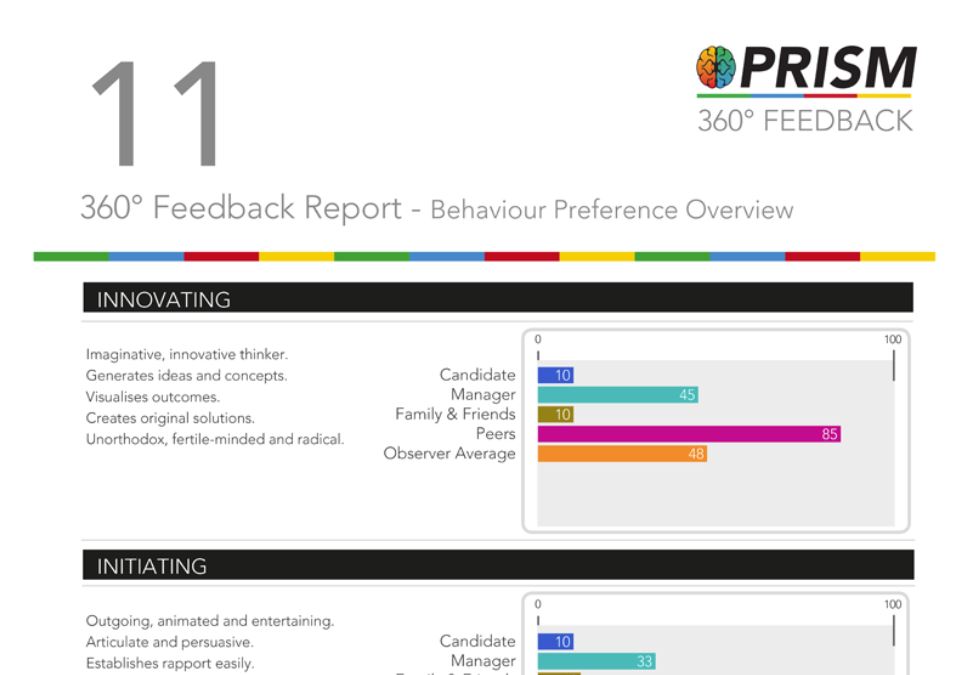 11
PRISM
360° FEEDBACK
360° Feedback Report - Behaviour Preference Overview
INNOVATING
Imaginative, innovative thinker.
Generates ideas and concepts.
Visualises outcomes.
Creates original solutions.
Unorthodox, fertile-minded and radical.
0 100
Candidate 10
Manager 45
Family & Friends 10
Peers 85
Observer Average 48
INITIATING
Outgoing, animated and entertaining.
Articulate and persuasive.
Establishes rapport easily.
0 100
Candidate 10
Manager 33